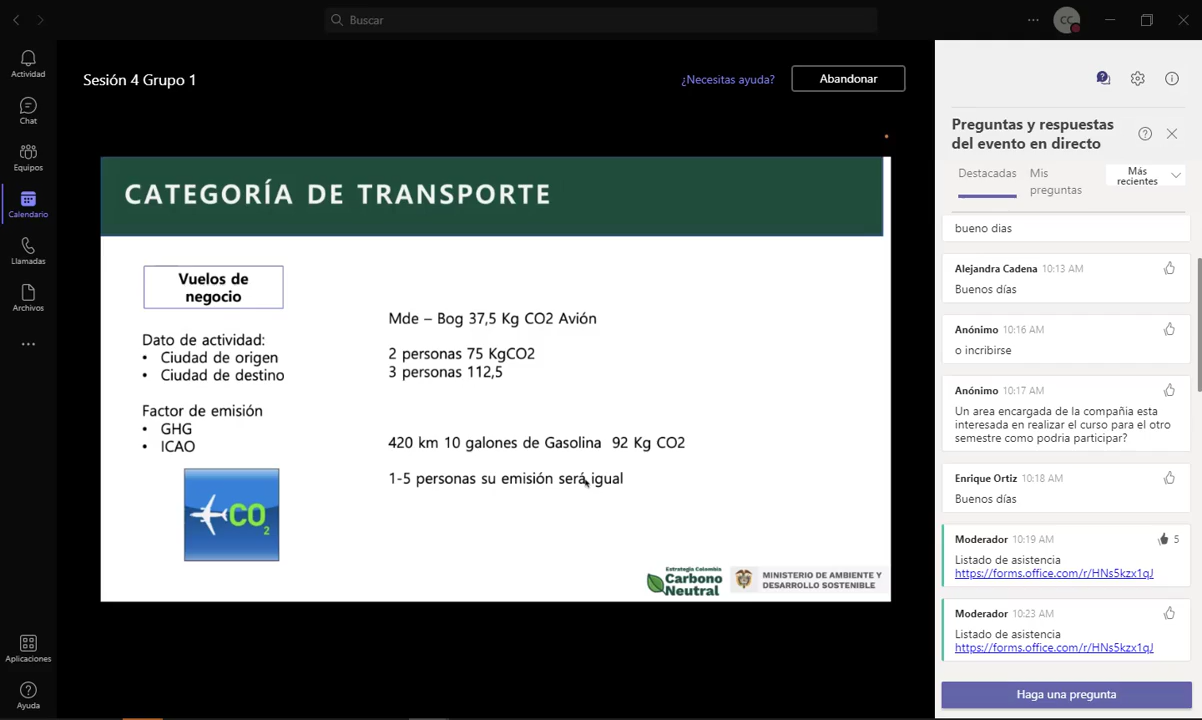 Buscar
CC
Actividad
Chat
Equipos
Calendario
Llamadas
Archivos
Aplicaciones
Ayuda
Sesión 4 Grupo 1
¿Necesitas ayuda?
Abandonar
CATEGORÍA DE TRANSPORTE
Vuelos de
negocio
Dato de actividad:
• Ciudad de origen
• Ciudad de destino
Factor de emisión
• GHG
• ICAO
CO2
Mde – Bog 37,5 Kg CO2 Avión
2 personas 75 KgCO2
3 personas 112,5
420 km 10 galones de Gasolina 92 Kg CO2
1-5 personas su emisión será igual
Estrategia Colombia
Carbono
Neutral
MINISTERIO DE AMBIENTE Y
DESARROLLO SOSTENIBLE
Preguntas y respuestas
del evento en directo
Destacadas
Mis
preguntas
Más
recientes
bueno dias
Alejandra Cadena 10:13 AM
Buenos días
Anónimo 10:16 AM
o incribirse
Anónimo 10:17 AM
Un area encargada de la compañia esta
interesada en realizar el curso para el otro
semestre como podria participar?
Enrique Ortiz 10:18 AM
Buenos días
Moderador 10:19 AM 5
Listado de asistencia
https://forms.office.com/r/HNs5kzx1qJ
Moderador 10:23 AM
Listado de asistencia
https://forms.office.com/r/HNs5kzx1qJ
Haga una pregunta